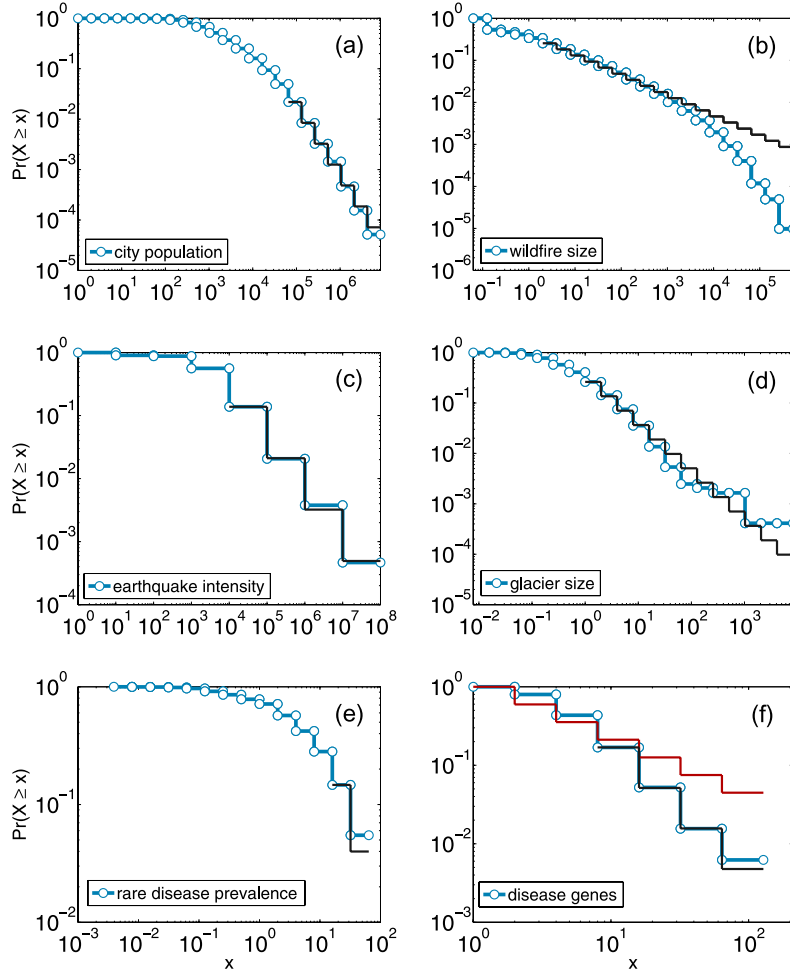 (a)
10^0
10^-1
10^-2
10^-3
10^-4
10^-5
Pr(X ≥ x)
city population
10^0 10^1 10^2 10^3 10^4 10^5 10^6
(b)
10^0
10^-1
10^-2
10^-3
10^-4
10^-5
10^-6
wildfire size
10^-1 10^0 10^1 10^2 10^3 10^4 10^5
(c)
10^0
10^-1
10^-2
10^-3
10^-4
Pr(X ≥ x)
earthquake intensity
10^0 10^1 10^2 10^3 10^4 10^5 10^6 10^7 10^8
(d)
10^0
10^-1
10^-2
10^-3
10^-4
10^-5
glacier size
10^-2 10^-1 10^0 10^1 10^2 10^3
(e)
10^0
10^-1
10^-2
Pr(X ≥ x)
rare disease prevalence
10^-3 10^-2 10^-1 10^0 10^1 10^2
x
(f)
10^0
10^-1
10^-2
10^-3
disease genes
10^0 10^1 10^2
x